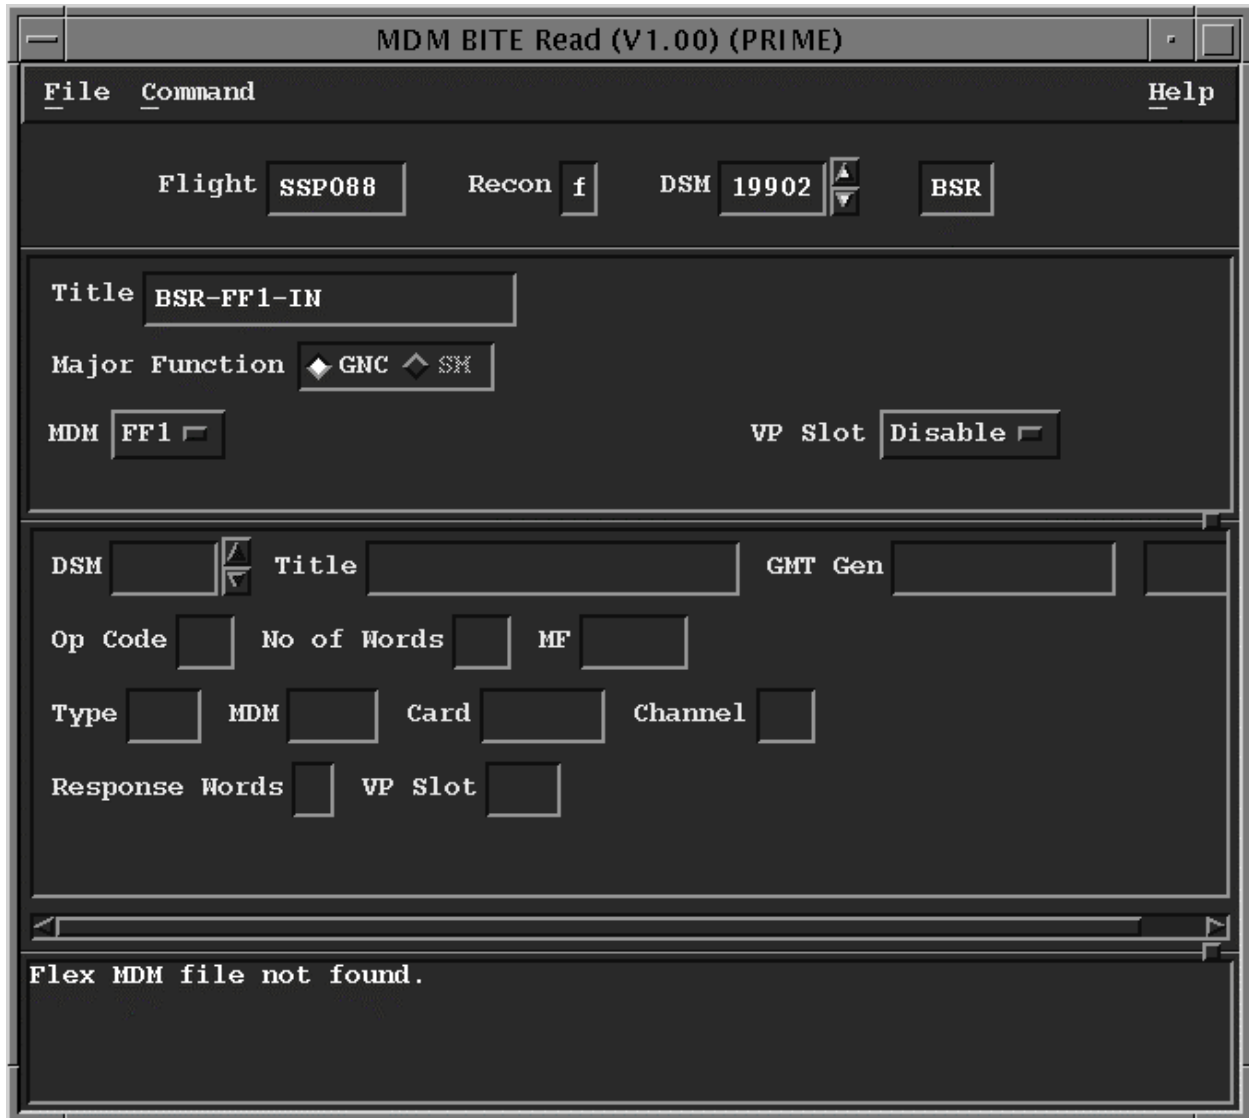 MDM BITE Read (V1.00) (PRIME)
File Command Help
Flight SSP088 Recon f DSM 19902 BSR
Title BSR-FF1-IN
Major Function GNC SM
MDM FF1 VP Slot Disable
DSM Title GMT Gen
Op Code No of Words MF
Type MDM Card Channel
Response Words VP Slot
Flex MDM file not found.